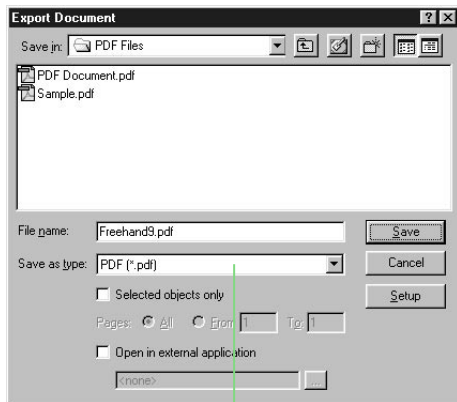 Export Document
Save in: PDF Files
PDF Document.pdf
Sample.pdf
File name: Freehand9.pdf Save
Save as type: PDF (*.pdf) Cancel
Selected objects only Setup
Pages: All From 1 To: 1
Open in external application
<none> ...